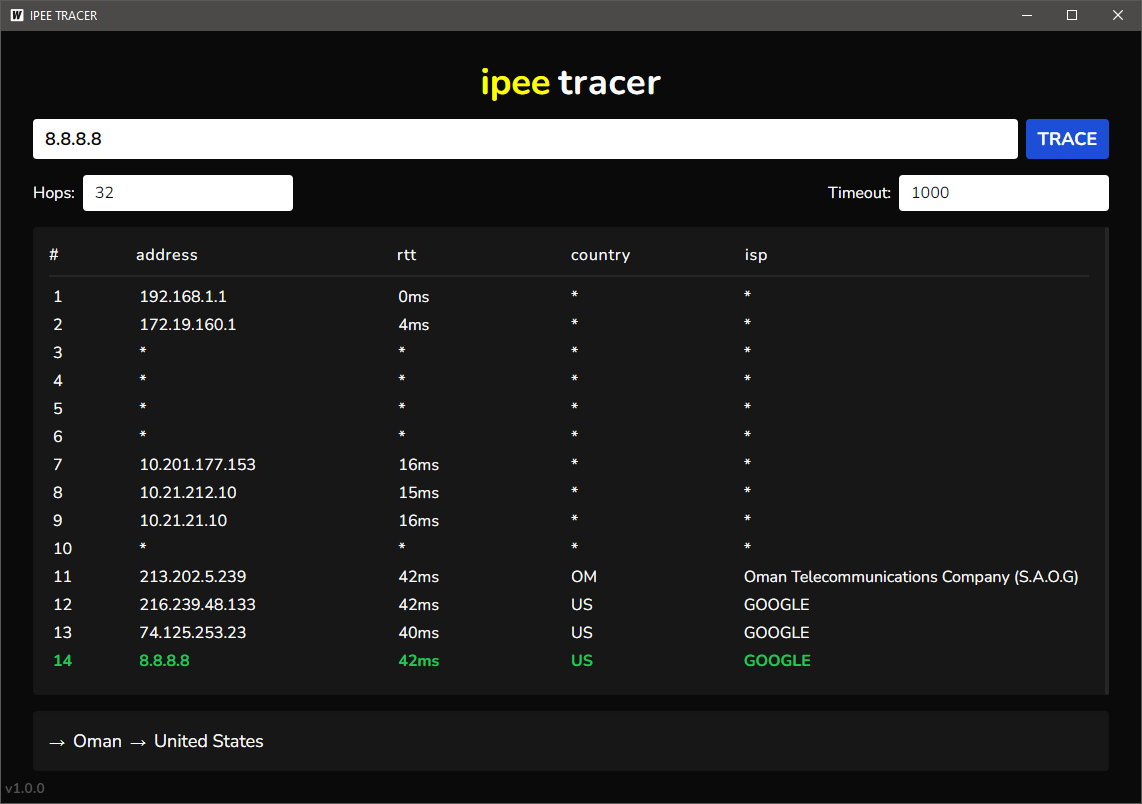 IPEE TRACER
ipee tracer
8.8.8.8 TRACE
Hops: 32 Timeout: 1000
# address rtt country isp
1 192.168.1.1 0ms * *
2 172.19.160.1 4ms * *
3 * * * *
4 * * * *
5 * * * *
6 * * * *
7 10.201.177.153 16ms * *
8 10.21.212.10 15ms * *
9 10.21.21.10 16ms * *
10 * * * *
11 213.202.5.239 42ms OM Oman Telecommunications Company (S.A.O.G)
12 216.239.48.133 42ms US GOOGLE
13 74.125.253.23 40ms US GOOGLE
14 8.8.8.8 42ms US GOOGLE
→ Oman → United States
v1.0.0